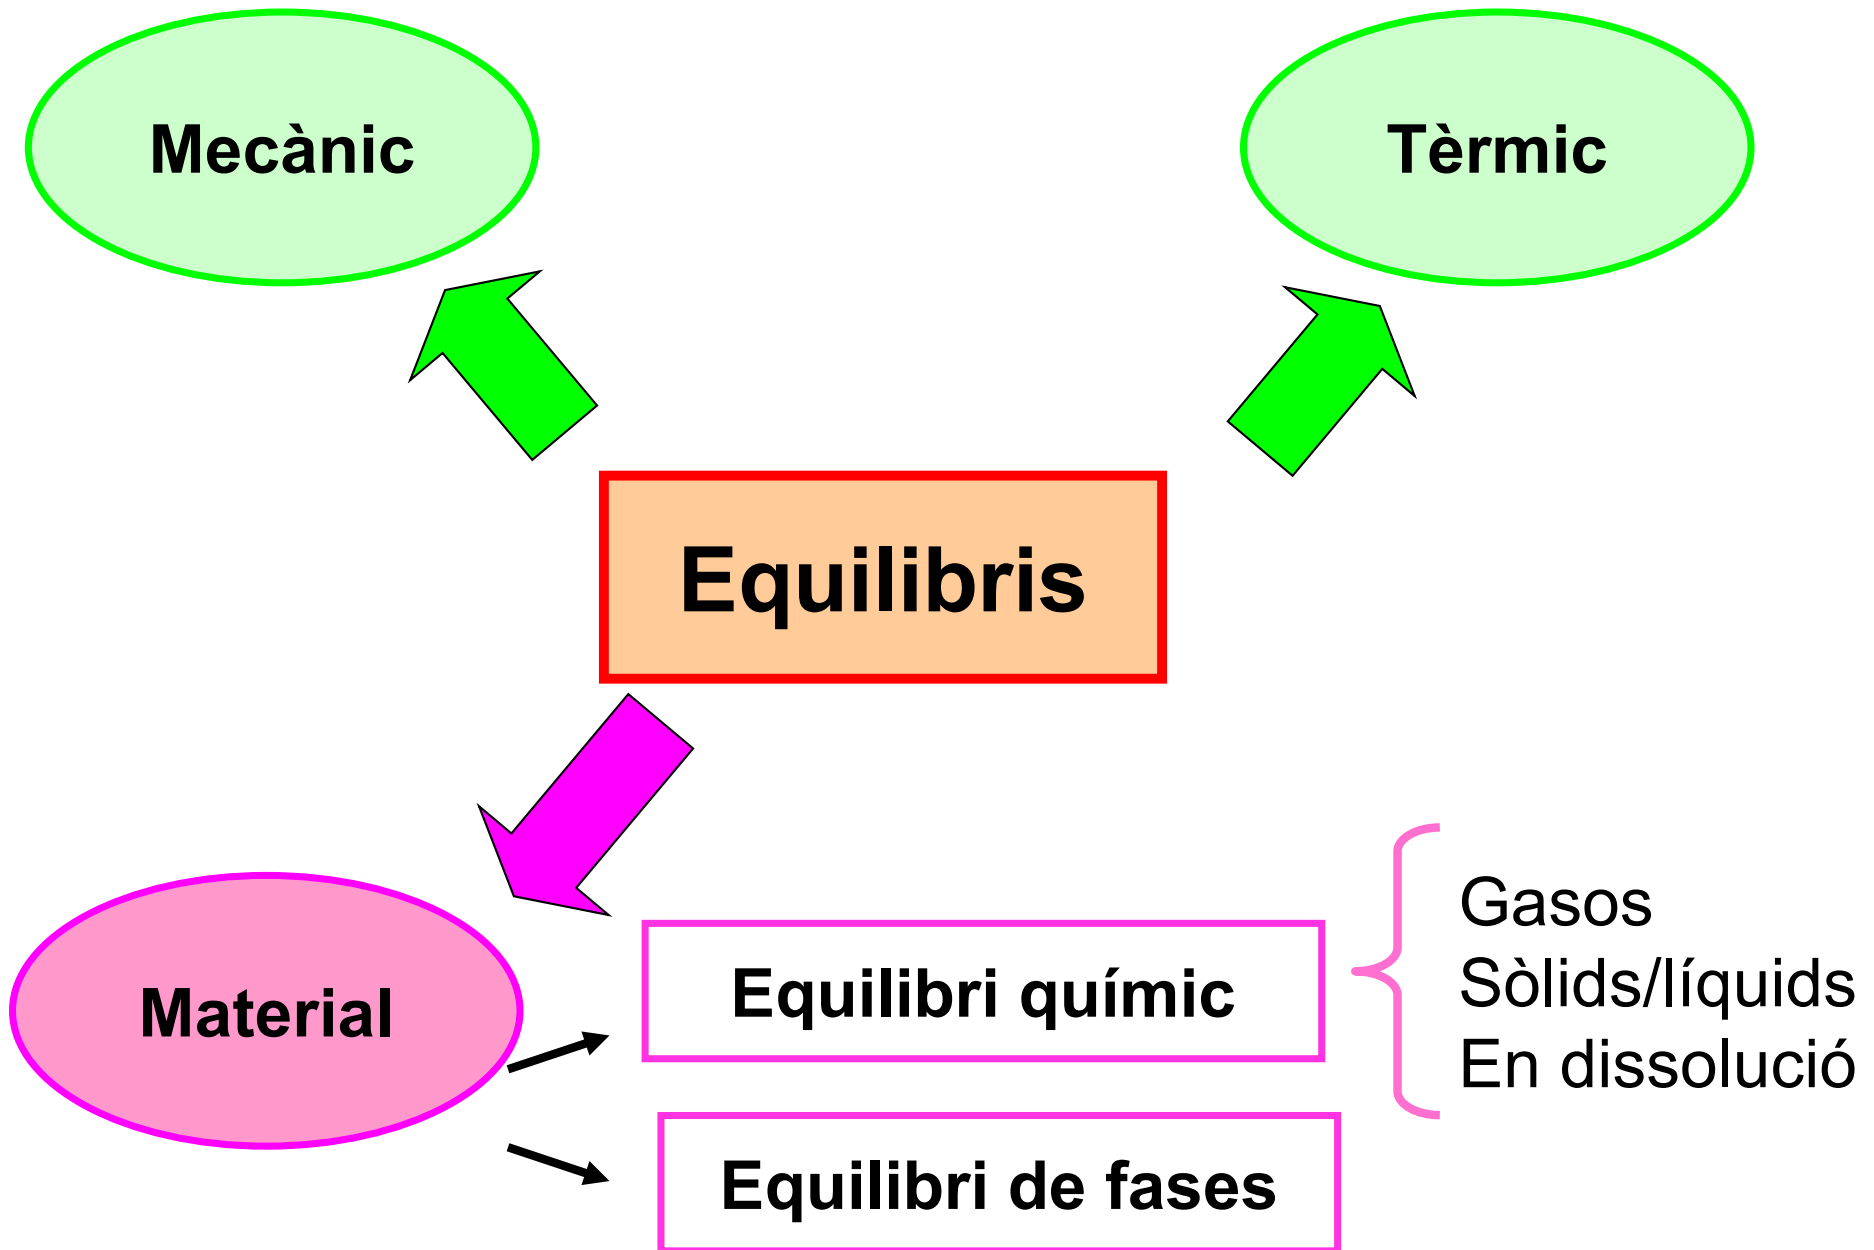 Mecànic
Tèrmic
Equilibris
Material
Equilibri químic
Gasos
Sòlids/líquids
En dissolució
Equilibri de fases